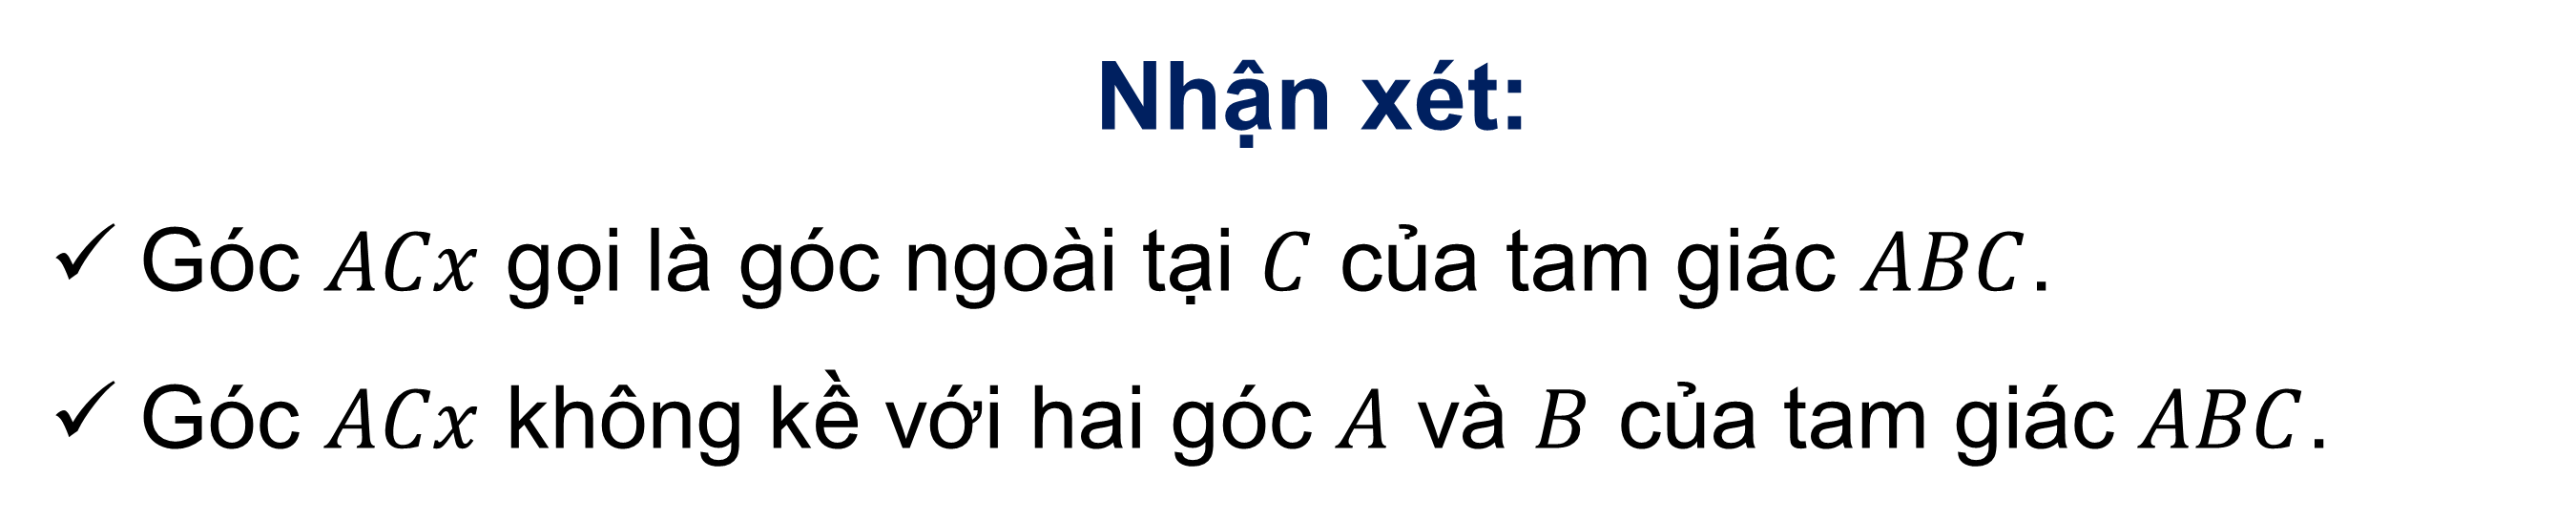 Nhận xét:
✓ Góc ACx gọi là góc ngoài tại C của tam giác ABC.
✓ Góc ACx không kề với hai góc A và B của tam giác ABC.